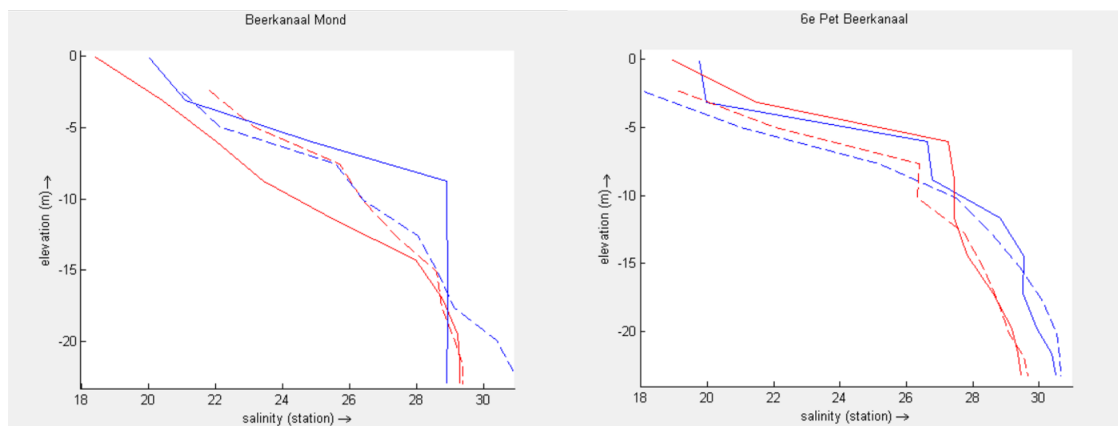 Beerkanaal Mond
0
-5
-10
-15
-20
elevation (m)→
18 20 22 24 26 28 30
salinity (station) →
6e Pet Beerkanaal
0
-5
-10
-15
-20
elevation (m)→
18 20 22 24 26 28 30
salinity (station) →